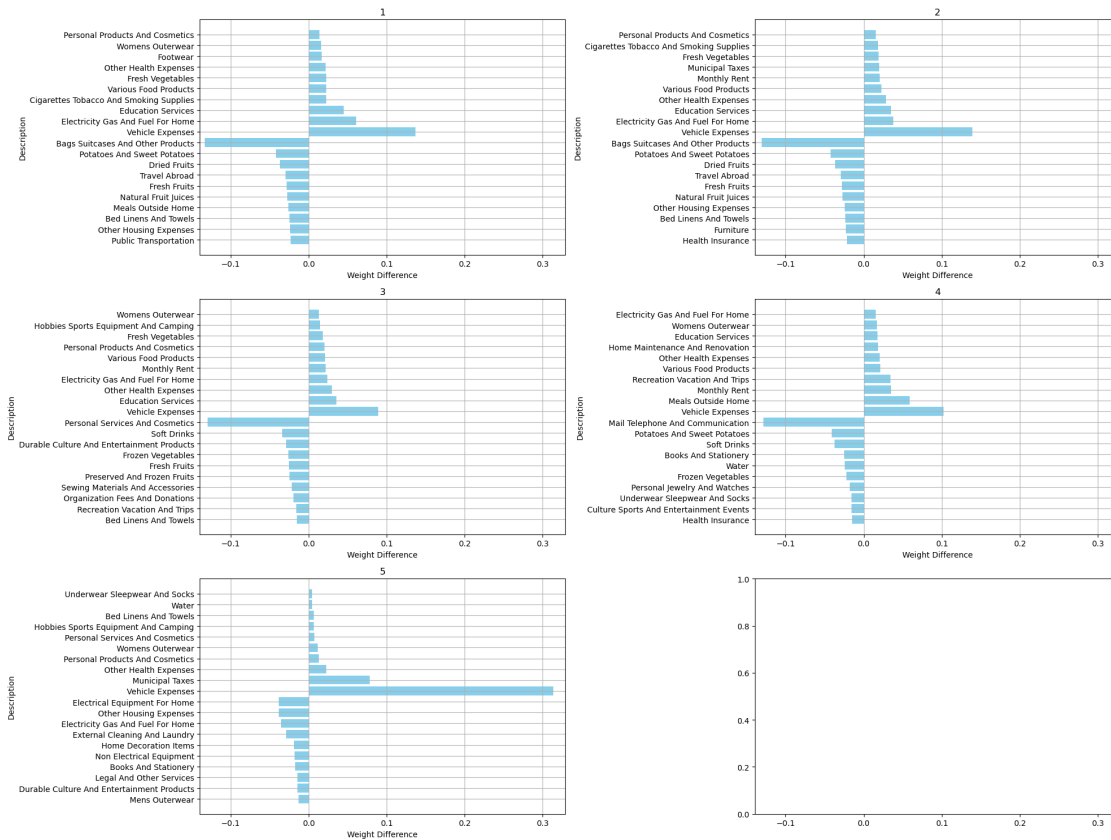 1
Description
Personal Products And Cosmetics
Womens Outerwear
Footwear
Other Health Expenses
Fresh Vegetables
Various Food Products
Cigarettes Tobacco And Smoking Supplies
Education Services
Electricity Gas And Fuel For Home
Vehicle Expenses
Bags Suitcases And Other Products
Potatoes And Sweet Potatoes
Dried Fruits
Travel Abroad
Fresh Fruits
Natural Fruit Juices
Meals Outside Home
Bed Linens And Towels
Other Housing Expenses
Public Transportation
−0.1 0.0 0.1 0.2 0.3
Weight Difference
2
Description
Personal Products And Cosmetics
Cigarettes Tobacco And Smoking Supplies
Fresh Vegetables
Municipal Taxes
Monthly Rent
Various Food Products
Other Health Expenses
Education Services
Electricity Gas And Fuel For Home
Vehicle Expenses
Bags Suitcases And Other Products
Potatoes And Sweet Potatoes
Dried Fruits
Travel Abroad
Fresh Fruits
Natural Fruit Juices
Other Housing Expenses
Bed Linens And Towels
Furniture
Health Insurance
−0.1 0.0 0.1 0.2 0.3
Weight Difference
3
Description
Womens Outerwear
Hobbies Sports Equipment And Camping
Fresh Vegetables
Personal Products And Cosmetics
Various Food Products
Monthly Rent
Electricity Gas And Fuel For Home
Other Health Expenses
Education Services
Vehicle Expenses
Personal Services And Cosmetics
Soft Drinks
Durable Culture And Entertainment Products
Frozen Vegetables
Fresh Fruits
Preserved And Frozen Fruits
Sewing Materials And Accessories
Organization Fees And Donations
Recreation Vacation And Trips
Bed Linens And Towels
−0.1 0.0 0.1 0.2 0.3
Weight Difference
4
Description
Electricity Gas And Fuel For Home
Womens Outerwear
Education Services
Home Maintenance And Renovation
Other Health Expenses
Various Food Products
Recreation Vacation And Trips
Monthly Rent
Meals Outside Home
Vehicle Expenses
Mail Telephone And Communication
Potatoes And Sweet Potatoes
Soft Drinks
Books And Stationery
Water
Frozen Vegetables
Personal Jewelry And Watches
Underwear Sleepwear And Socks
Culture Sports And Entertainment Events
Health Insurance
−0.1 0.0 0.1 0.2 0.3
Weight Difference
5
Description
Underwear Sleepwear And Socks
Water
Bed Linens And Towels
Hobbies Sports Equipment And Camping
Personal Services And Cosmetics
Womens Outerwear
Personal Products And Cosmetics
Other Health Expenses
Municipal Taxes
Vehicle Expenses
Electrical Equipment For Home
Other Housing Expenses
Electricity Gas And Fuel For Home
External Cleaning And Laundry
Home Decoration Items
Non Electrical Equipment
Books And Stationery
Legal And Other Services
Durable Culture And Entertainment Products
Mens Outerwear
−0.1 0.0 0.1 0.2 0.3
Weight Difference
1.0
0.8
0.6
0.4
0.2
0.0
−0.1 0.0 0.1 0.2 0.3